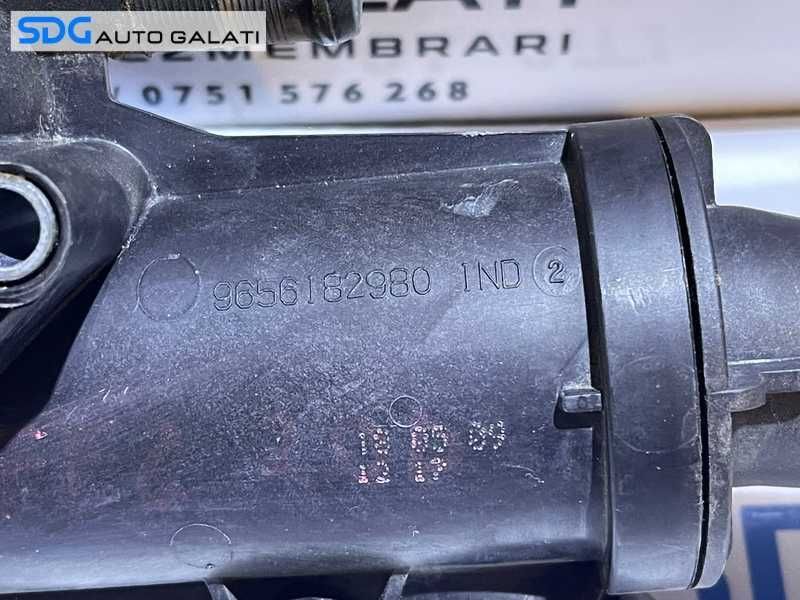 SDG AUTO GALATI
EZMEMBRARI
0751 576 268
9656182980 IND 2